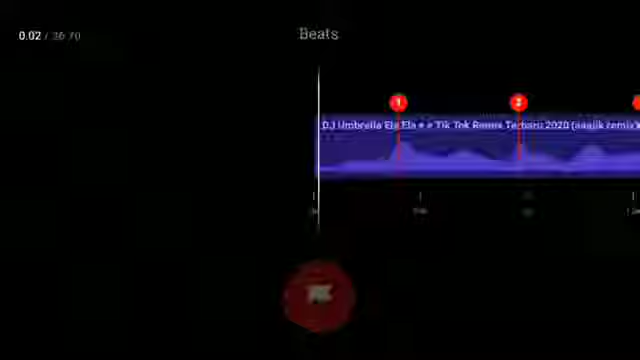 Beats
0.02 / 36.70
1 2
DJ Umbrella Ela Ela • • Tik Tok Remix Terbaru 2020 (